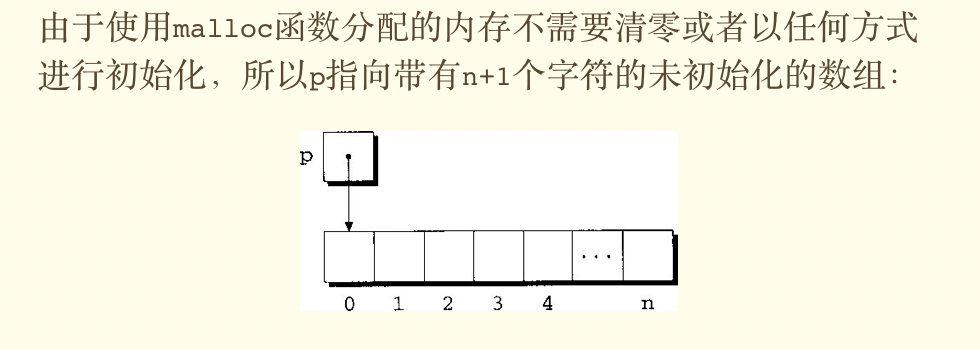 由于使用malloc函数分配的内存不需要清零或者以任何方式
进行初始化，所以p指向带有n+1个字符的未初始化的数组：
p
...
0 1 2 3 4 n